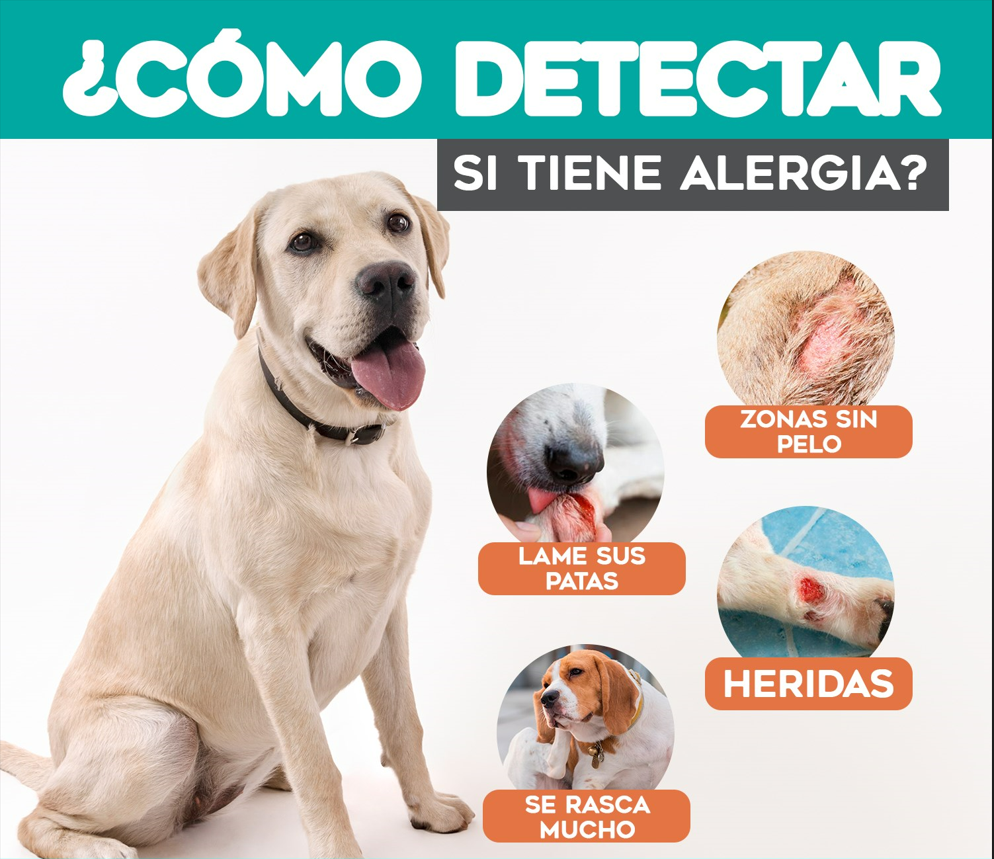 ¿CÓMO DETECTAR
SI TIENE ALERGIA?
ZONAS SIN
PELO
LAME SUS
PATAS
HERIDAS
SE RASCA
MUCHO